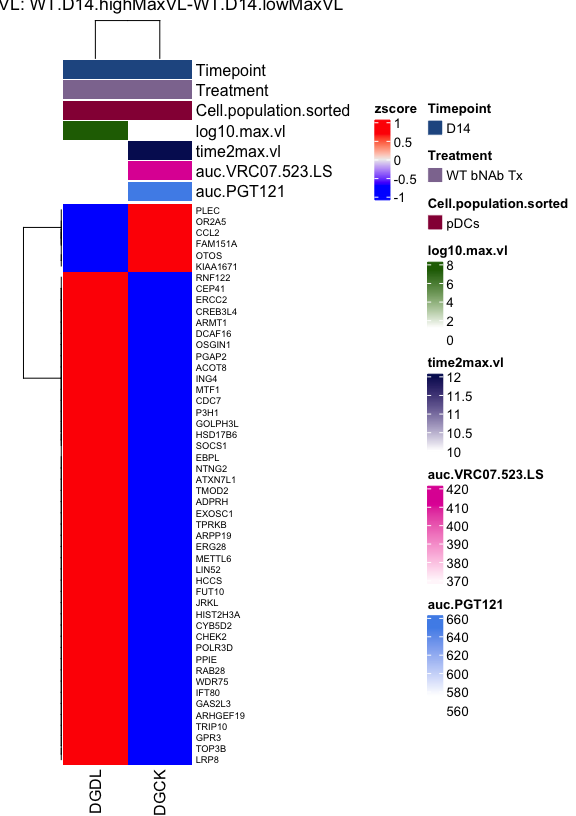 VL: WT.D14.highMaxVL-WT.D14.lowMaxVL
Timepoint
Treatment
Cell.population.sorted
log10.max.vl
time2max.vl
auc.VRC07.523.LS
auc.PGT121
PLEC
OR2A5
CCL2
FAM151A
OTOS
KIAA1671
RNF122
CEP41
ERCC2
CREB3L4
ARMT1
DCAF16
OSGIN1
PGAP2
ACOT8
ING4
MTF1
CDC7
P3H1
GOLPH3L
HSD17B6
SOCS1
EBPL
NTNG2
ATXN7L1
TMOD2
ADPRH
EXOSC1
TPRKB
ARPP19
ERG28
METTL6
LIN52
HCCS
FUT10
JRKL
HIST2H3A
CYB5D2
CHEK2
POLR3D
PPIE
RAB28
WDR75
IFT80
GAS2L3
ARHGEF19
TRIP10
GPR3
TOP3B
LRP8
DGDL
DGCK
zscore
1
0.5
0
-0.5
-1
Timepoint
D14
Treatment
WT bNAb Tx
Cell.population.sorted
pDCs
log10.max.vl
8
6
4
2
0
time2max.vl
12
11.5
11
10.5
10
auc.VRC07.523.LS
420
410
400
390
380
370
auc.PGT121
660
640
620
600
580
560